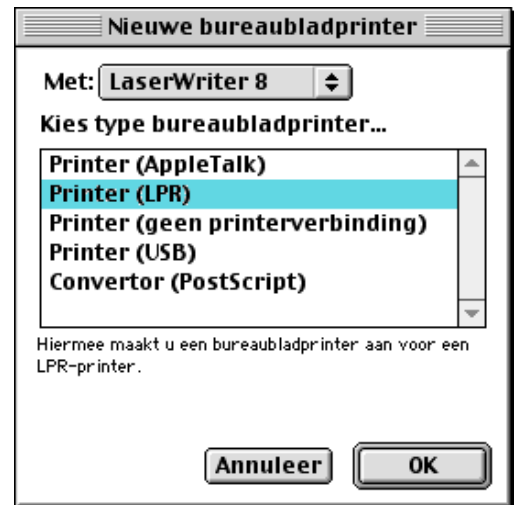 Nieuwe bureaubladprinter
Met: LaserWriter 8
Kies type bureaubladprinter...
Printer (AppleTalk)
Printer (LPR)
Printer (geen printerverbinding)
Printer (USB)
Convertor (PostScript)
Hiermee maakt u een bureaubladprinter aan voor een
LPR-printer.
Annuleer OK